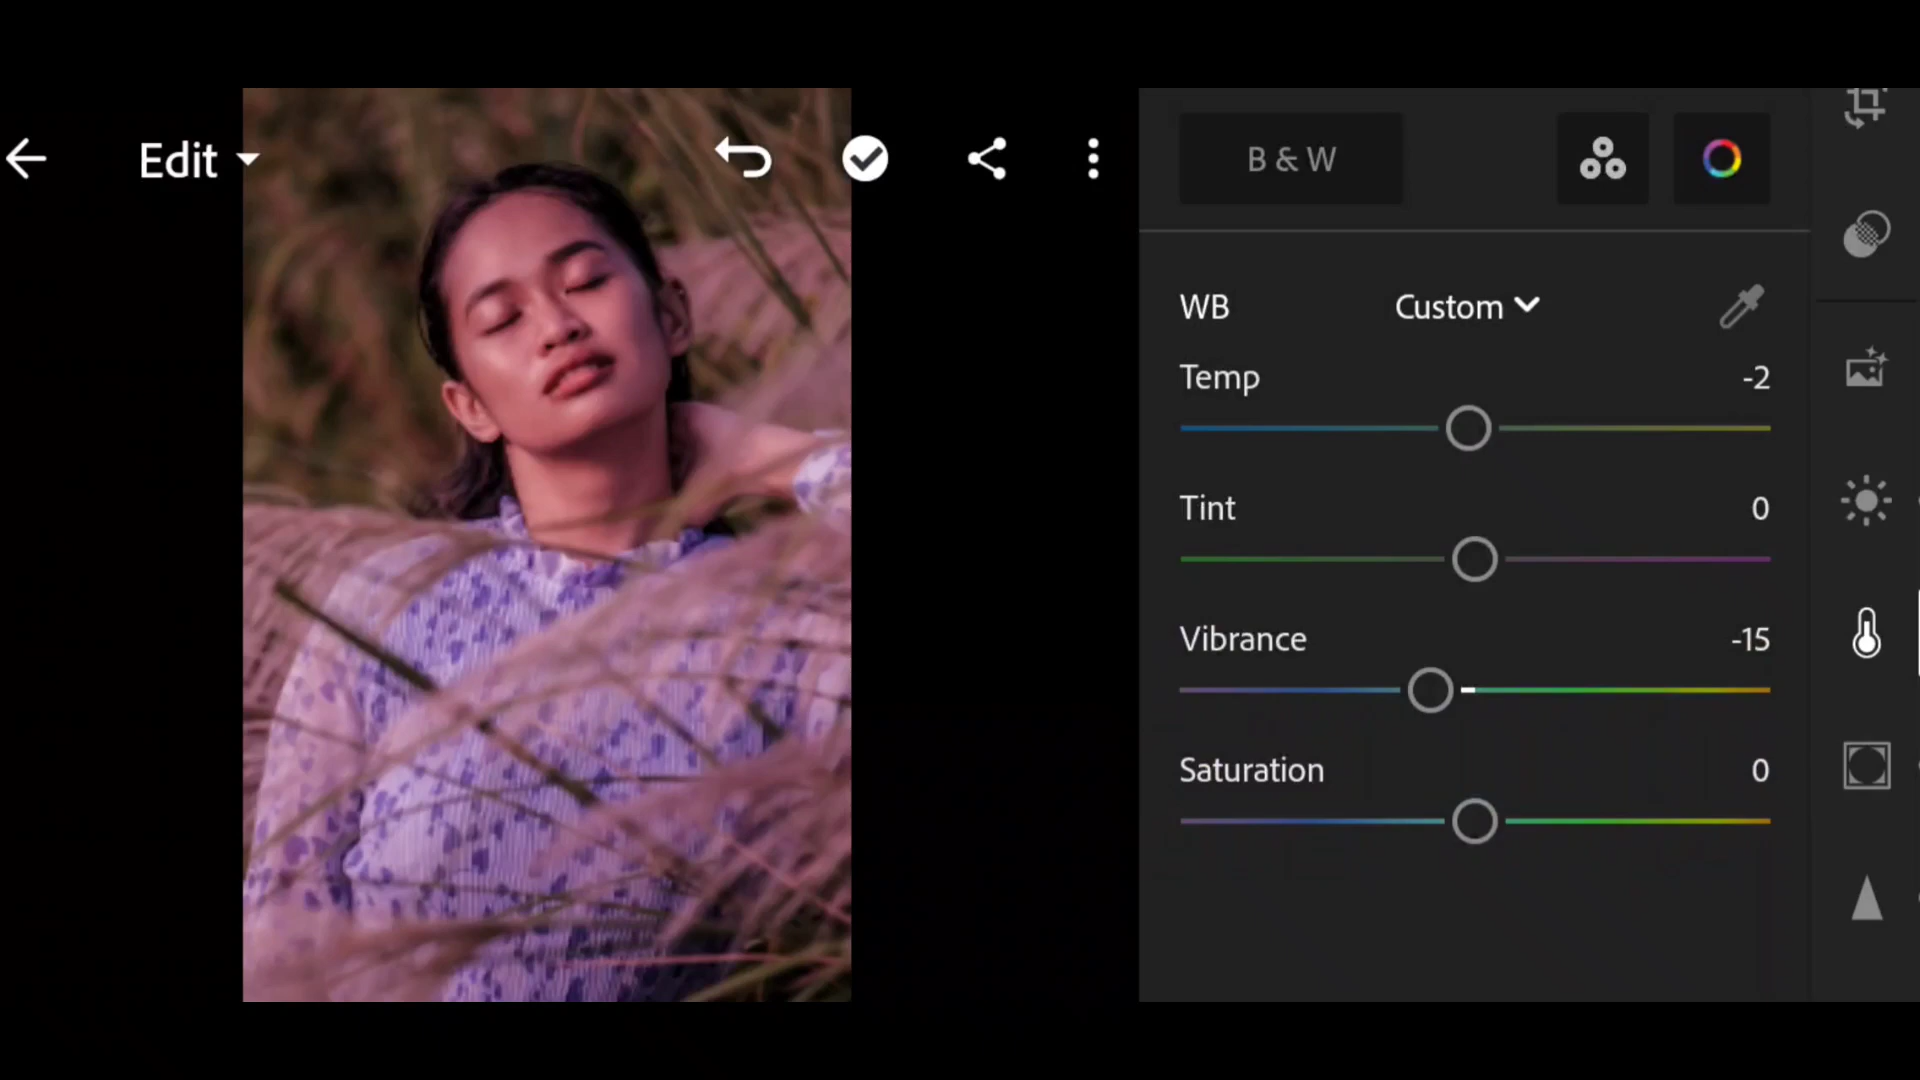 Edit
B & W
WB Custom
Temp -2
Tint 0
Vibrance -15
Saturation 0